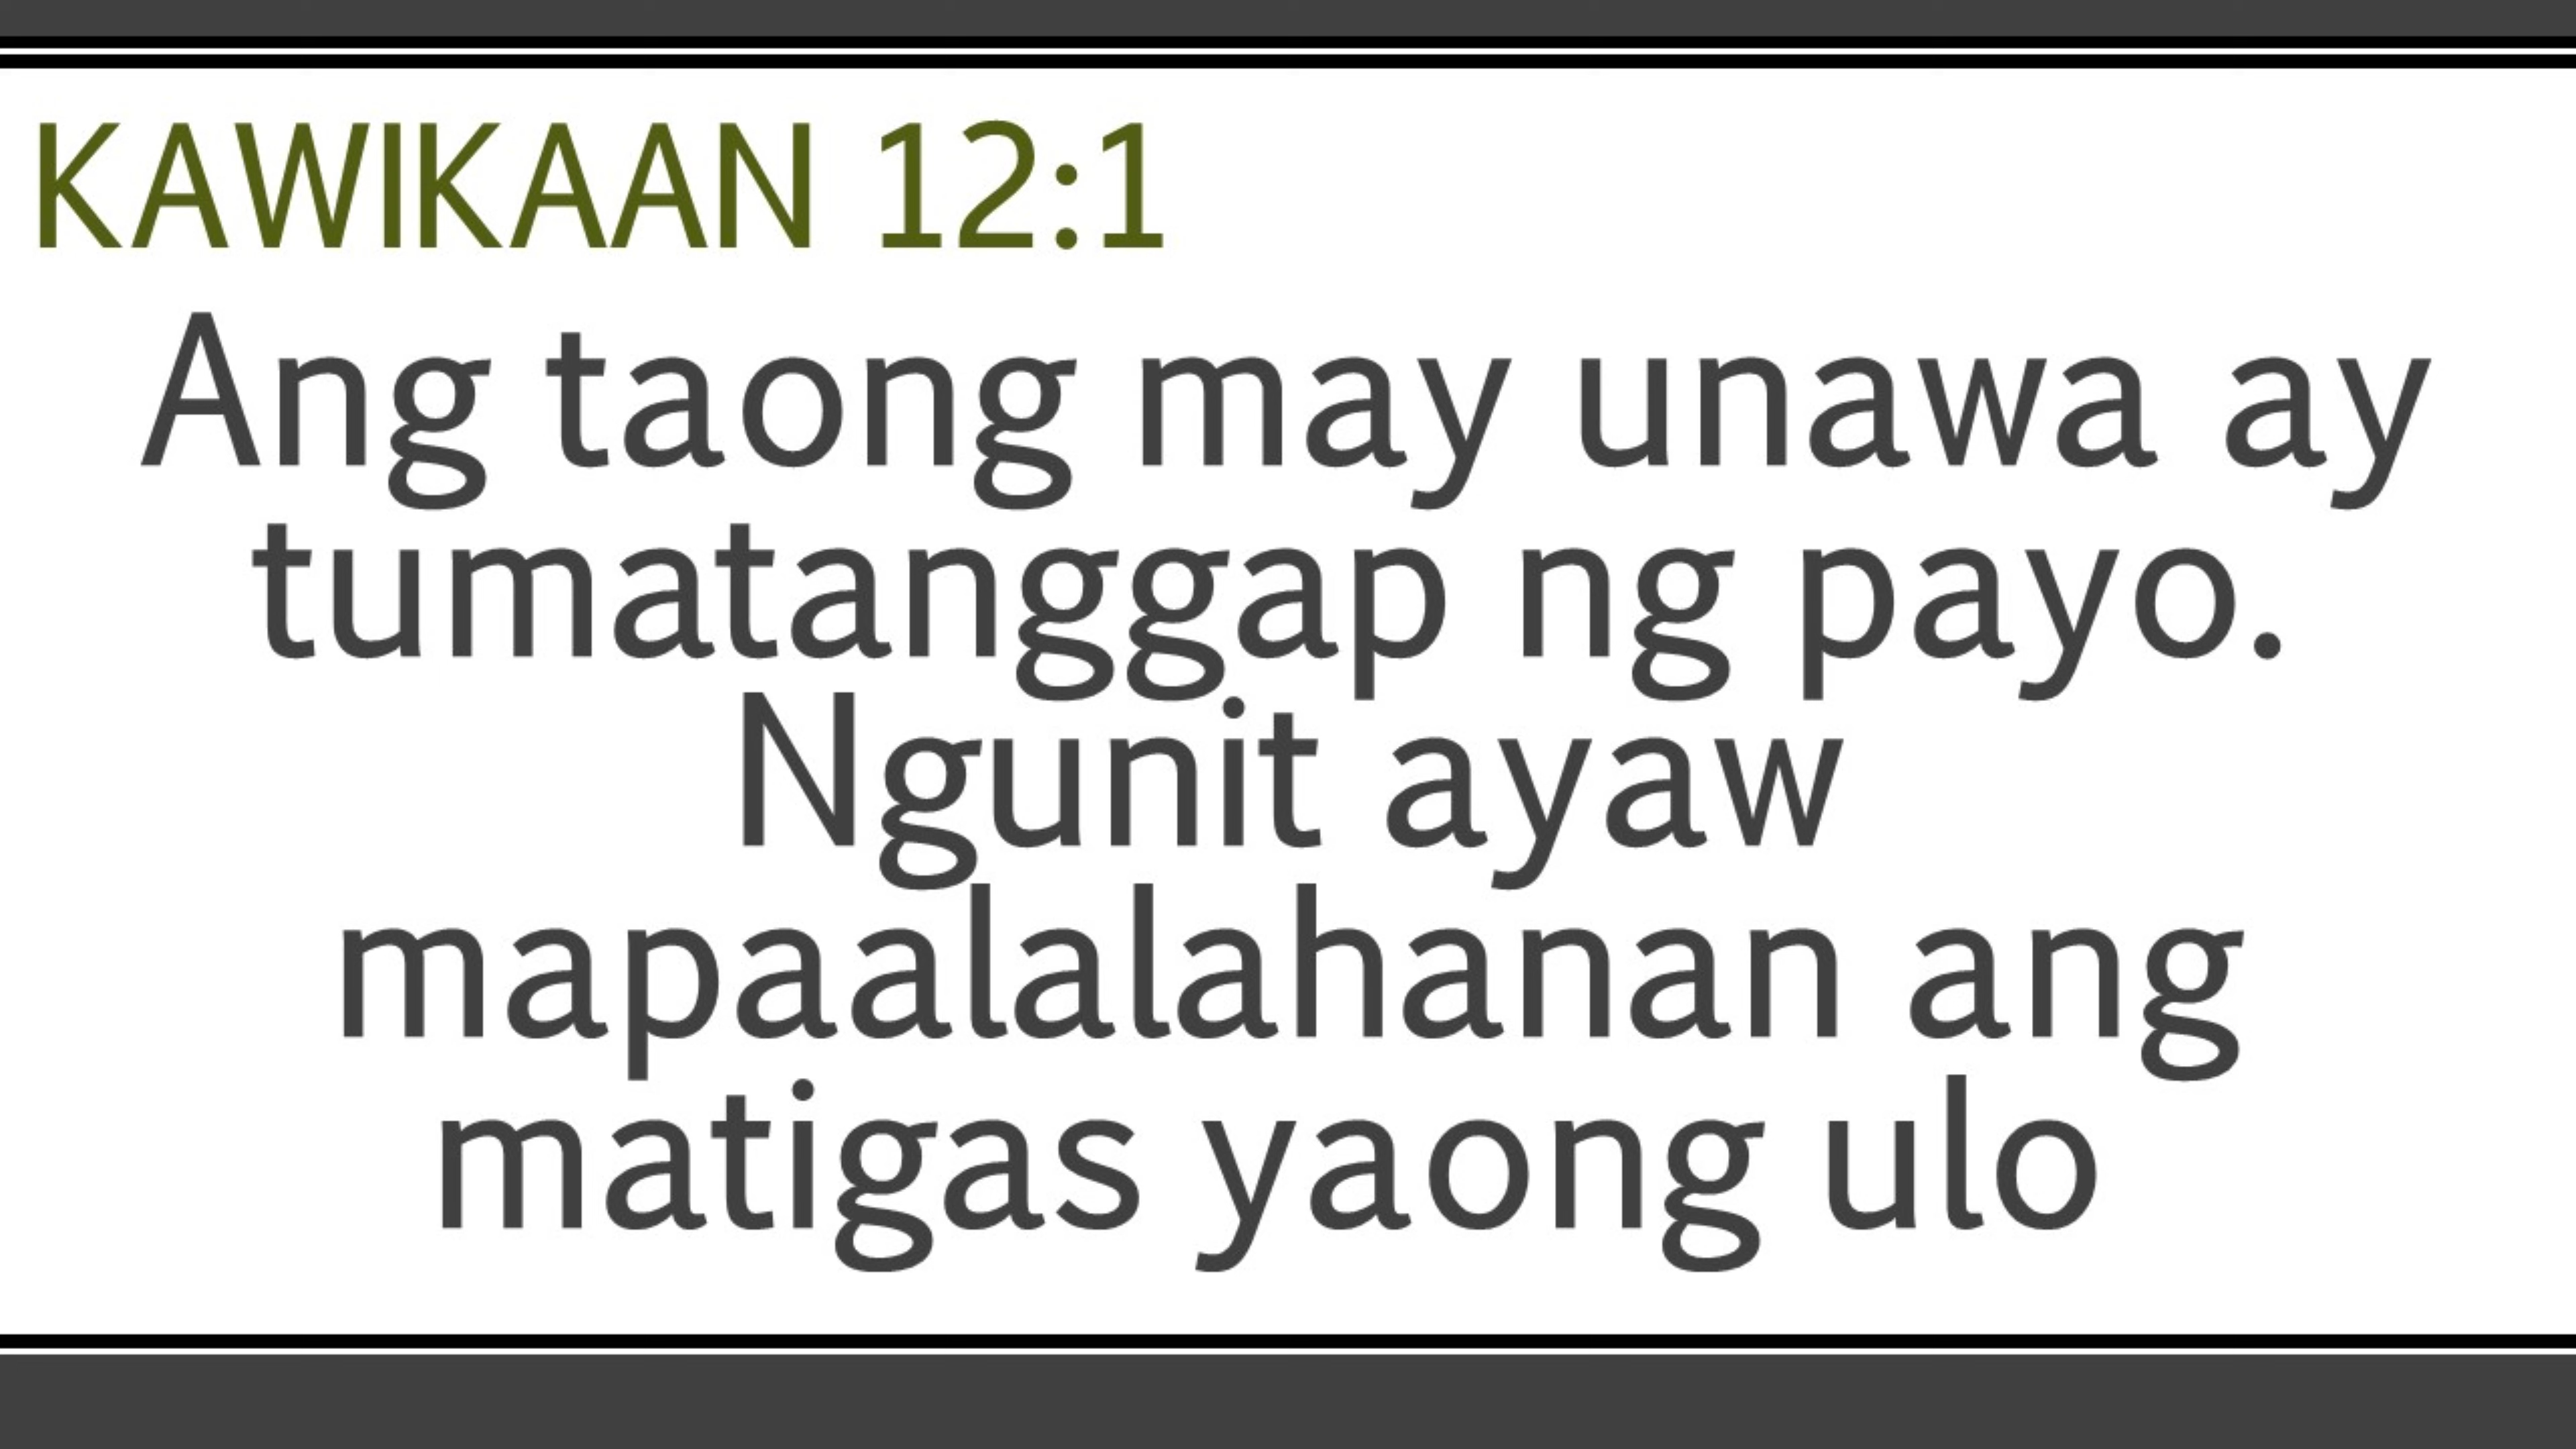 KAWIKAAN 12:1
Ang taong may unawa ay
tumatanggap ng payo.
Ngunit ayaw
mapaalalahanan ang
matigas yaong ulo